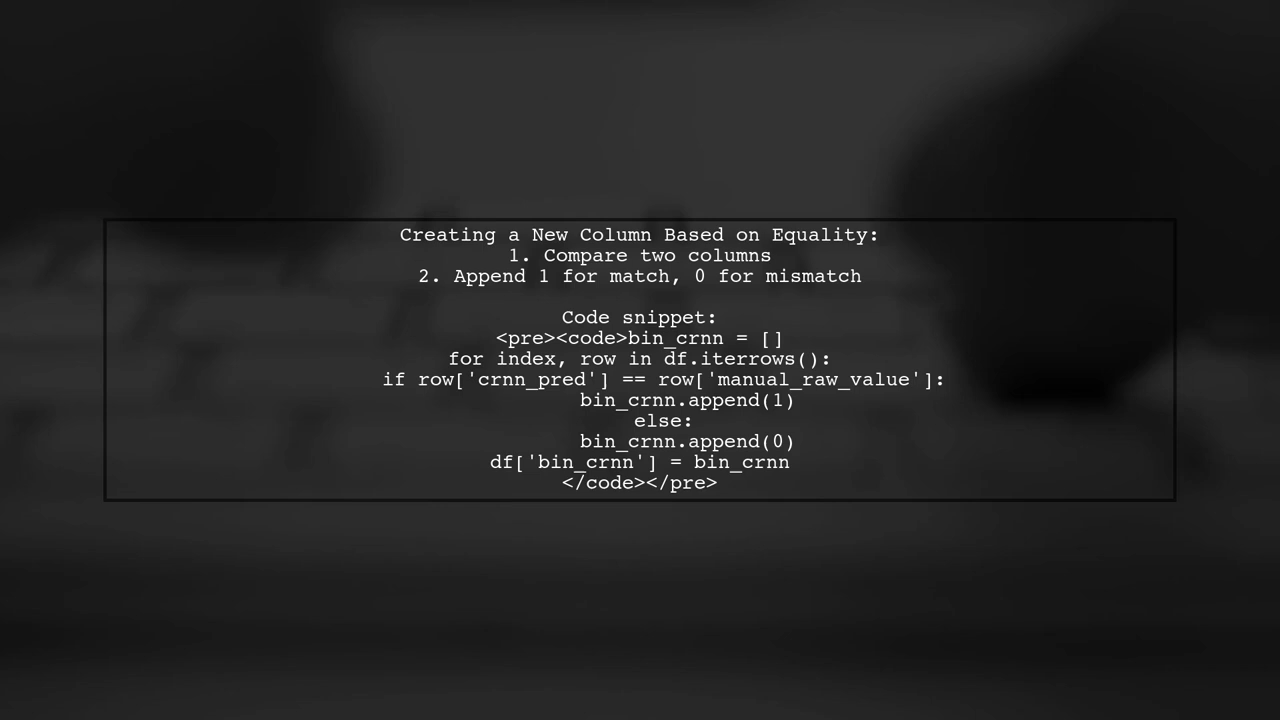 Creating a New Column Based on Equality:
1. Compare two columns
2. Append 1 for match, 0 for mismatch
Code snippet:
<pre><code>bin_crnn = []
for index, row in df.iterrows():
if row['crnn_pred'] == row['manual_raw_value']:
bin_crnn.append(1)
else:
bin_crnn.append(0)
df['bin_crnn'] = bin_crnn
</code></pre>